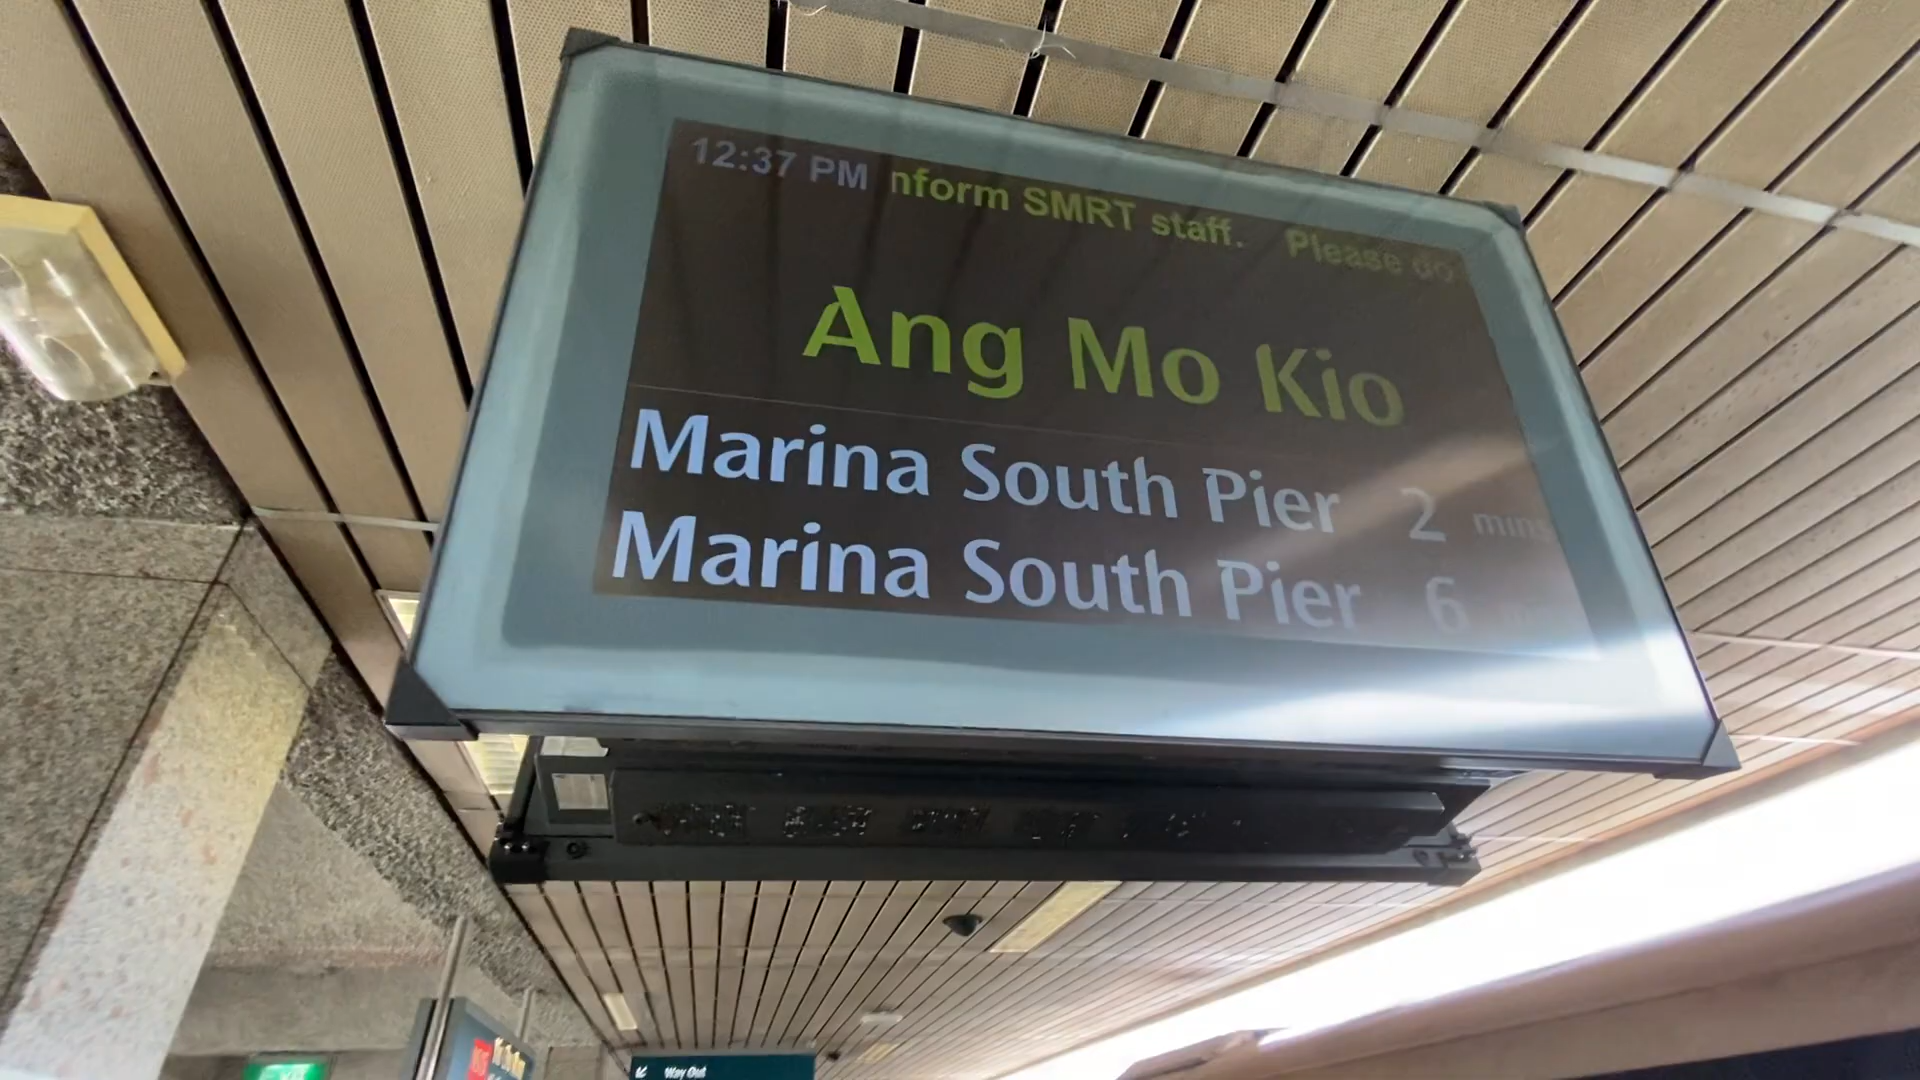 12:37 PM nform SMRT staff. Please do
Ang Mo Kio
Marina South Pier 2 mins
Marina South Pier 6
Way Out